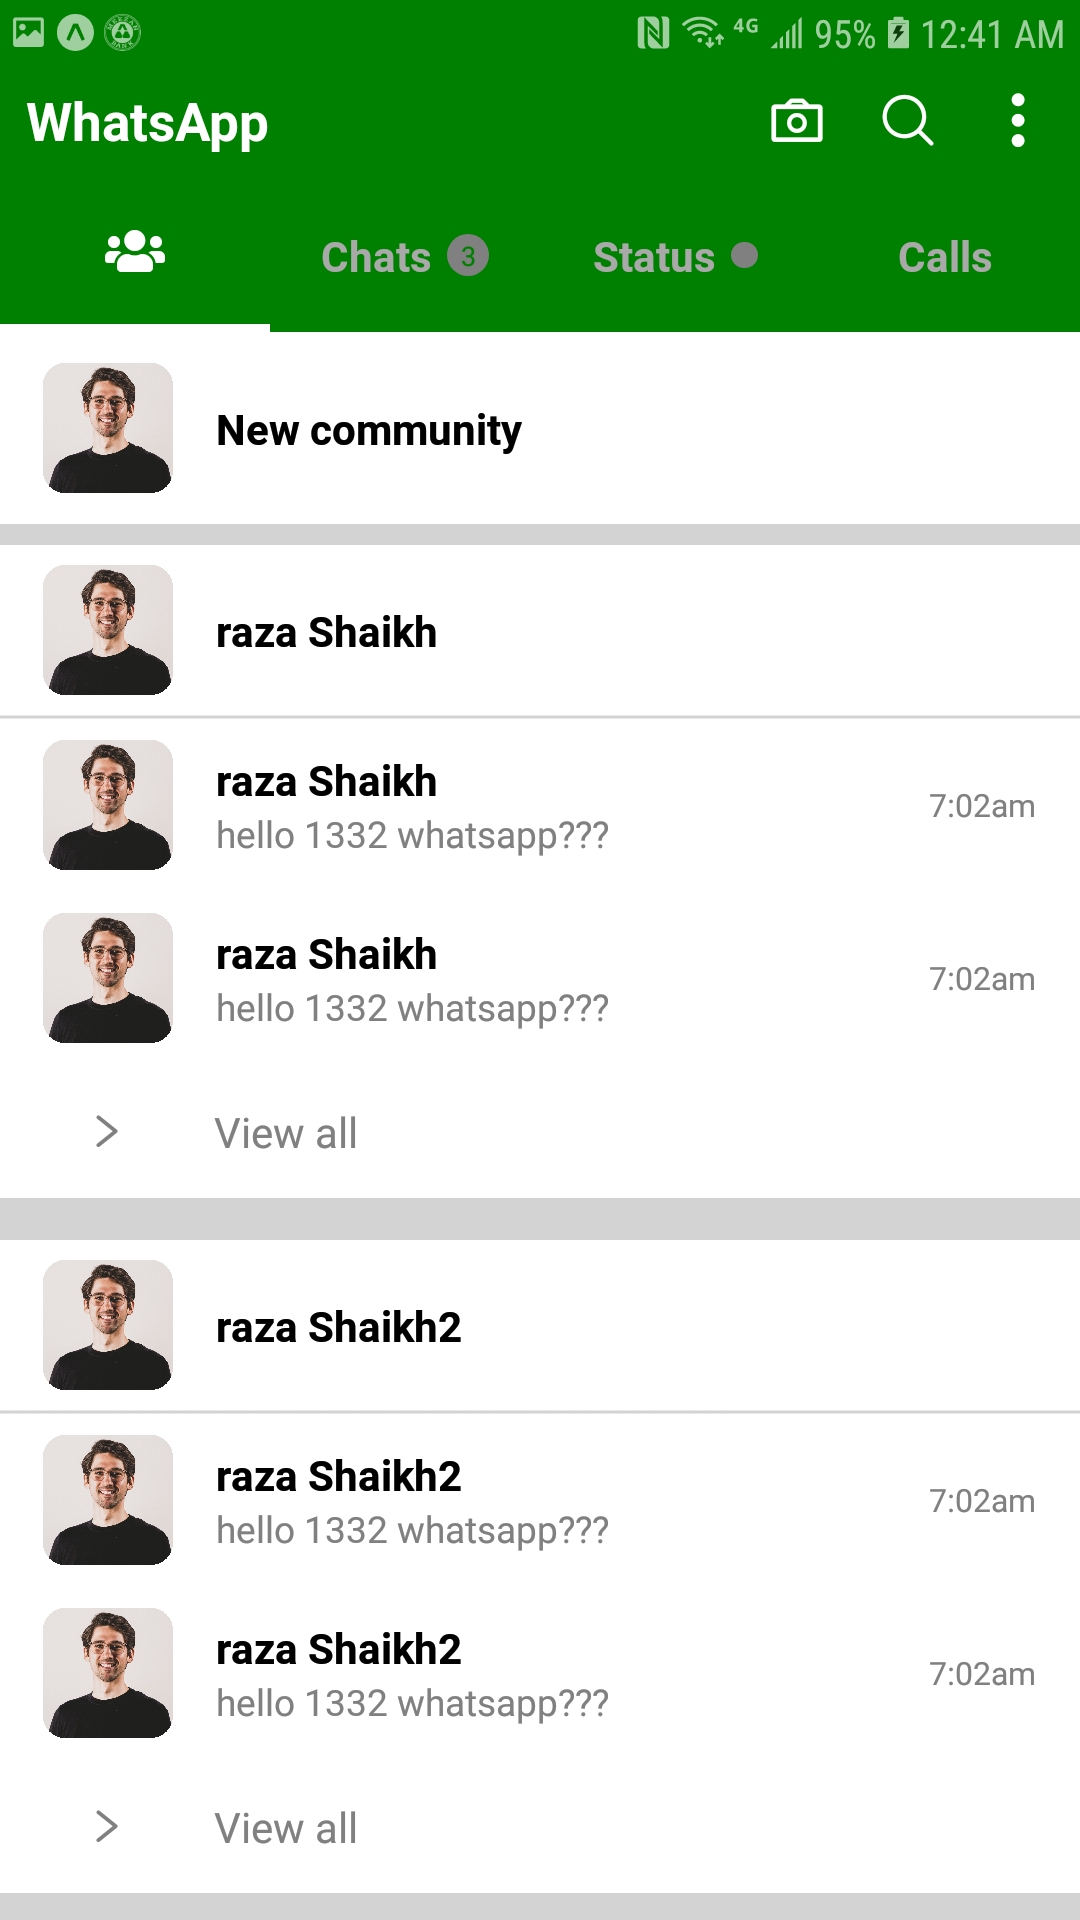 4G 95% 12:41 AM
WhatsApp
Chats 3 Status Calls
New community
raza Shaikh
raza Shaikh
hello 1332 whatsapp???
7:02am
raza Shaikh
hello 1332 whatsapp???
7:02am
View all
raza Shaikh2
raza Shaikh2
hello 1332 whatsapp???
7:02am
raza Shaikh2
hello 1332 whatsapp???
7:02am
View all